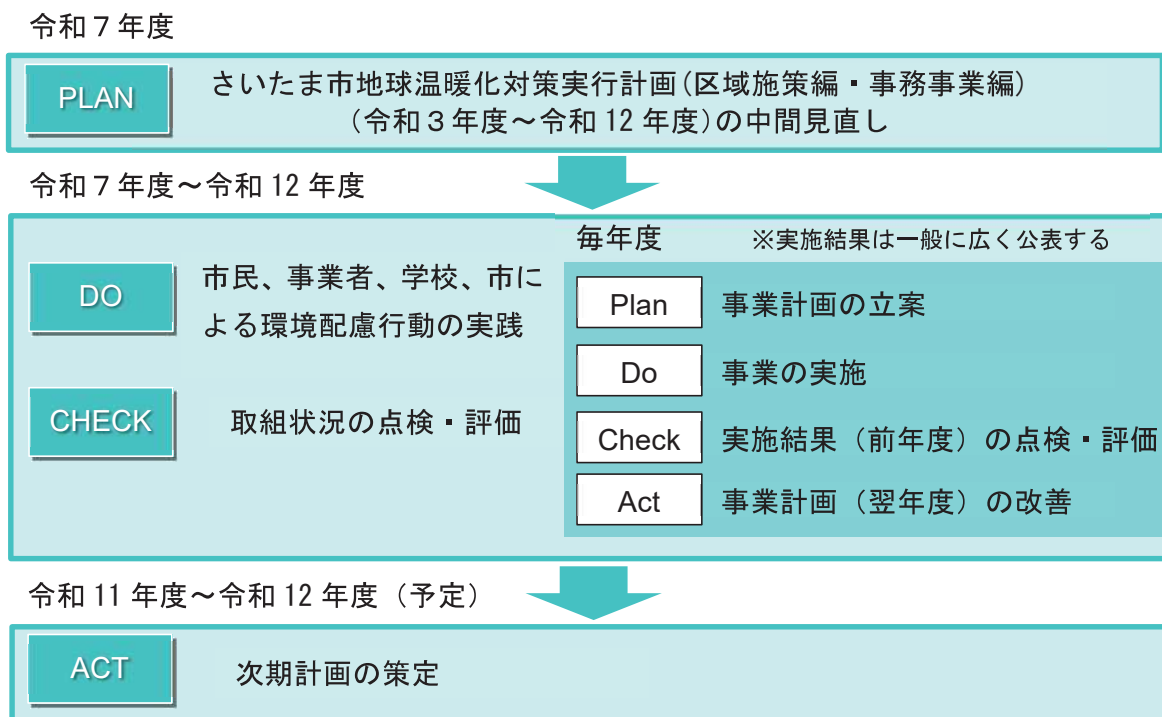 令和７年度
PLAN
さいたま市地球温暖化対策実行計画(区域施策編・事務事業編)
（令和３年度～令和 12 年度)の中間見直し
令和７年度～令和 12 年度
DO
市民、事業者、学校、市に
よる環境配慮行動の実践
CHECK
取組状況の点検・評価
毎年度
※実施結果は一般に広く公表する
Plan
事業計画の立案
Do
事業の実施
Check
実施結果（前年度）の点検・評価
Act
事業計画（翌年度）の改善
令和 11 年度～令和 12 年度（予定）
ACT
次期計画の策定